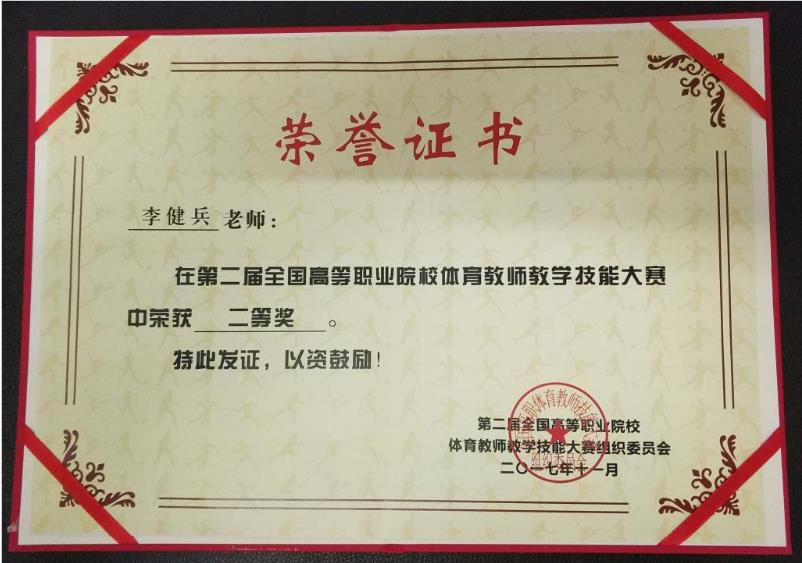 荣誉证书
李健兵 老师：
在第二届全国高等职业院校体育教师教学技能大赛
中荣获 二等奖 。
特此发证，以资鼓励！
第二届全国高等职业院校
体育教师教学技能大赛组织委员会
二〇一七年十一月